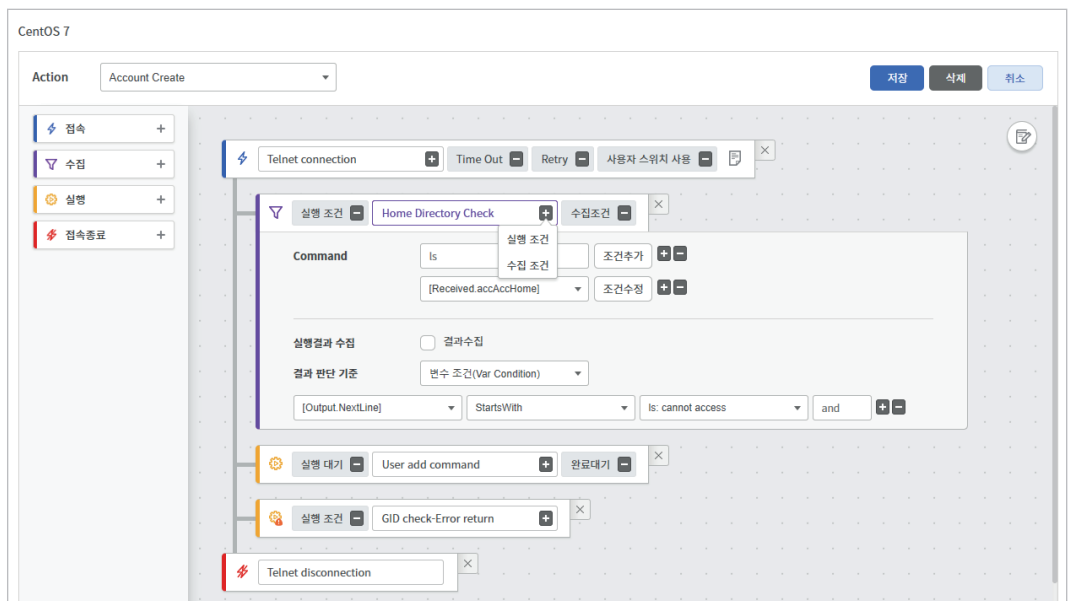 CentOS 7
Action Account Create 저장 삭제 취소
접속 +
수집 +
실행 +
접속종료 +
Telnet connection Time Out Retry 사용자 스위치 사용
실행 조건 Home Directory Check 수집조건
실행 조건
수집 조건
Command ls 조건추가
[Received.accAccHome] 조건수정
실행결과 수집 결과수집
결과 판단 기준 변수 조건(Var Condition)
[Output.NextLine] StartsWith ls: cannot access and
실행 대기 User add command 완료대기
실행 조건 GID check-Error return
Telnet disconnection